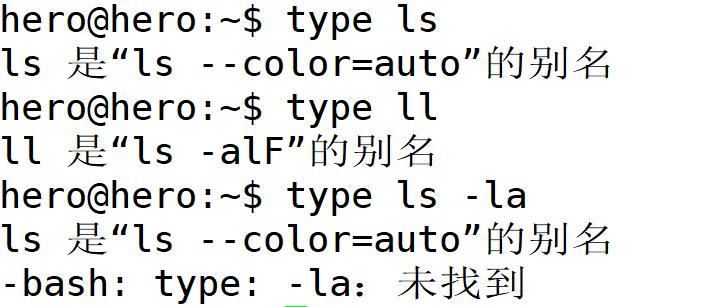 hero@hero:~$ type ls
ls 是“ls --color=auto”的别名
hero@hero:~$ type ll
ll 是“ls -alF”的别名
hero@hero:~$ type ls -la
ls 是“ls --color=auto”的别名
-bash: type: -la：未找到